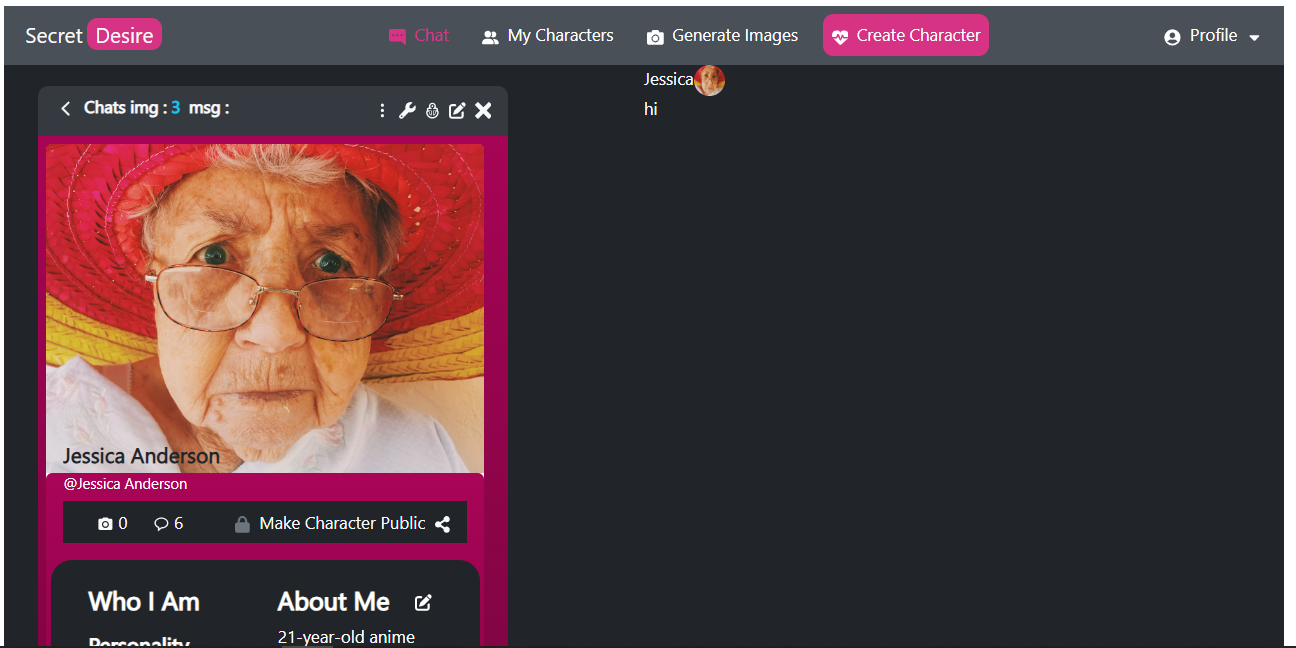 Secret Desire Chat My Characters Generate Images Create Character Profile
Jessica
hi
Chats img : 3 msg :
Jessica Anderson
@Jessica Anderson
0 6 Make Character Public
Who I Am About Me
Personality 21-year-old anime